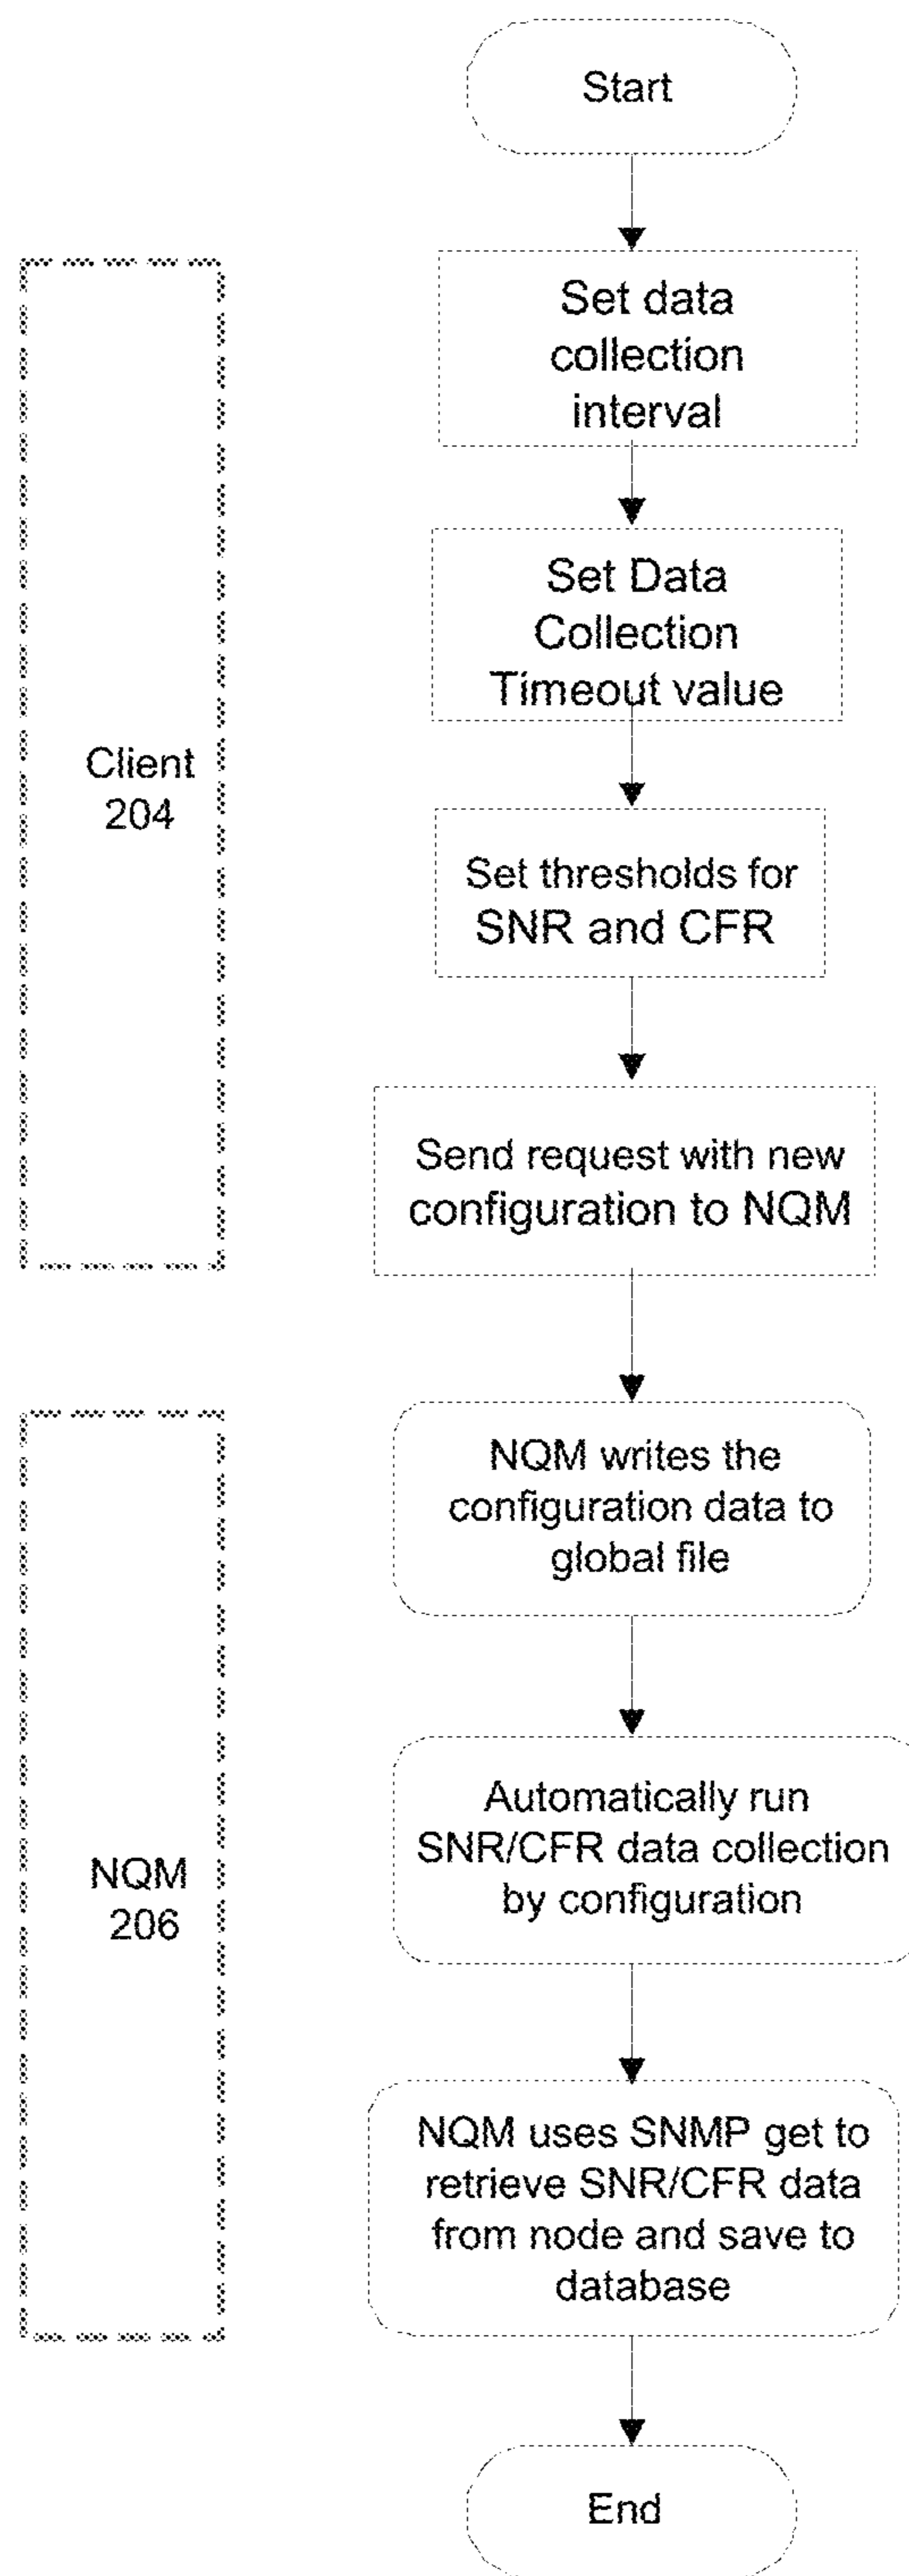 Start
Set data
collection
interval
Set Data
Collection
Timeout value
Client
204
Set thresholds for
SNR and CFR
Send request with new
configuration to NQM
NQM writes the
configuration data to
global file
Automatically run
SNR/CFR data collection
by configuration
NQM
206
NQM uses SNMP get to
retrieve SNR/CFR data
from node and save to
database
End